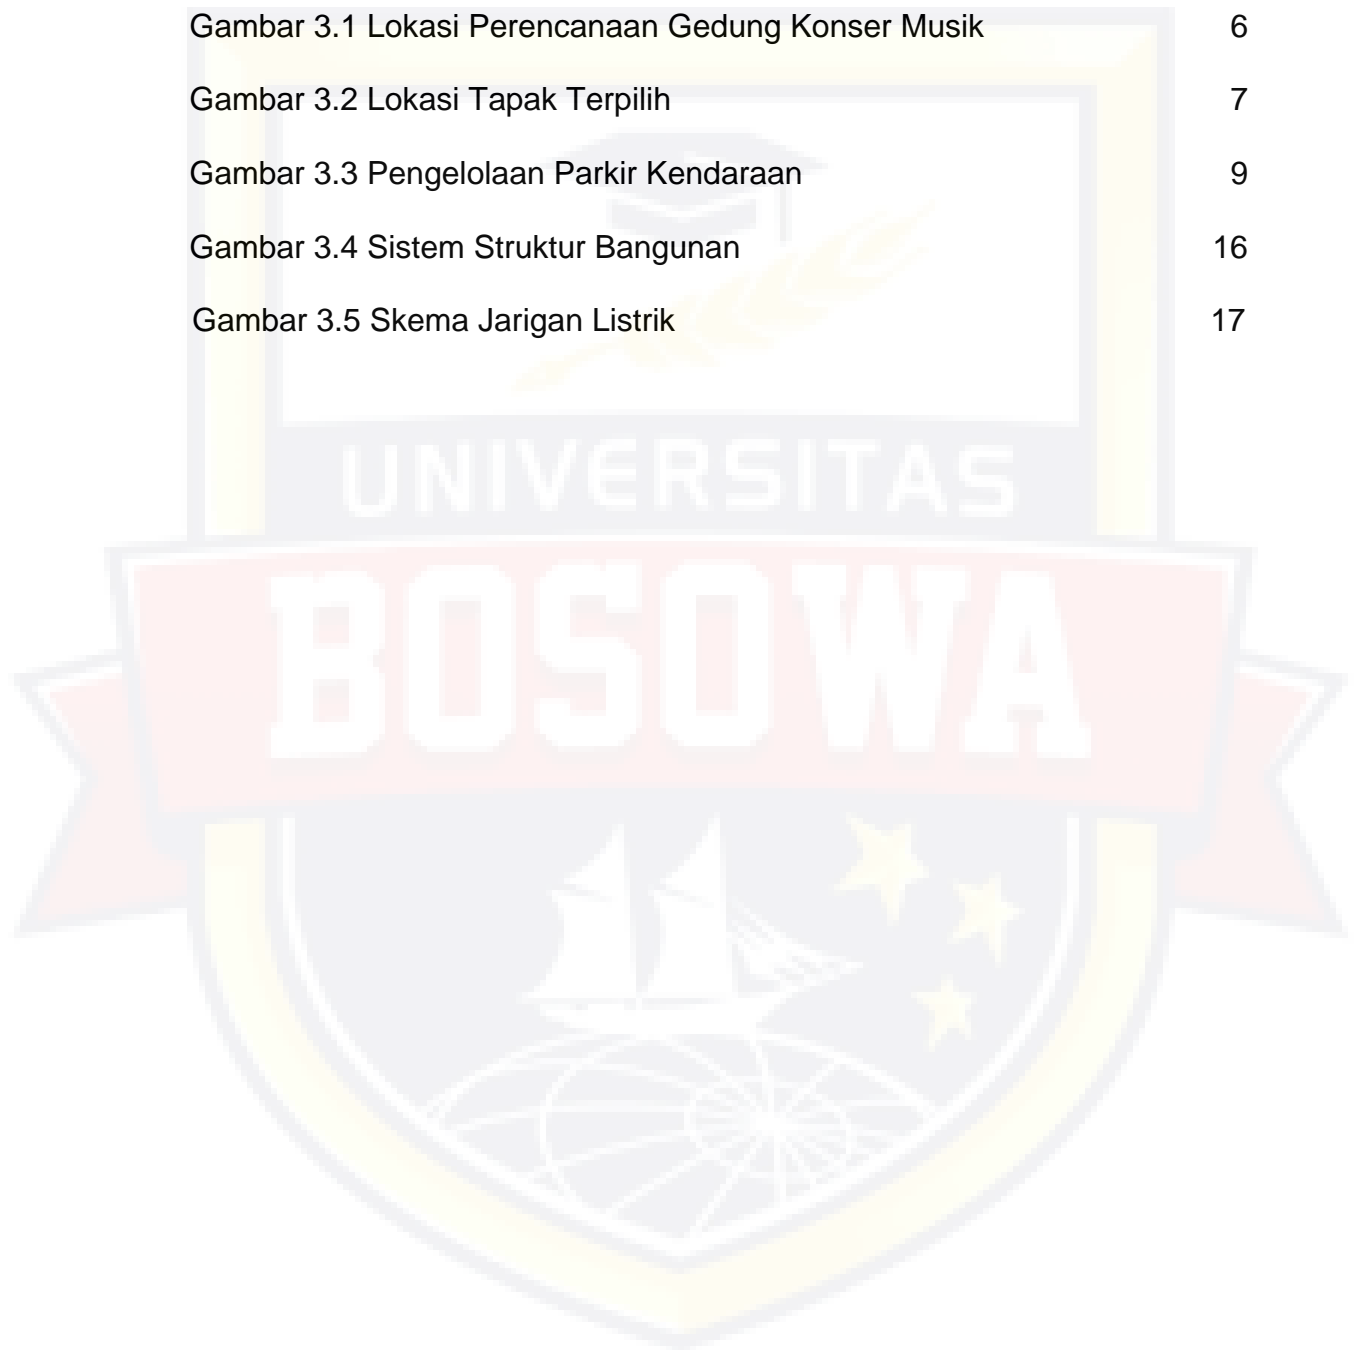 Gambar 3.1 Lokasi Perencanaan Gedung Konser Musik 6
Gambar 3.2 Lokasi Tapak Terpilih 7
Gambar 3.3 Pengelolaan Parkir Kendaraan 9
Gambar 3.4 Sistem Struktur Bangunan 16
Gambar 3.5 Skema Jarigan Listrik 17
UNIVERSITAS
BOSOWA